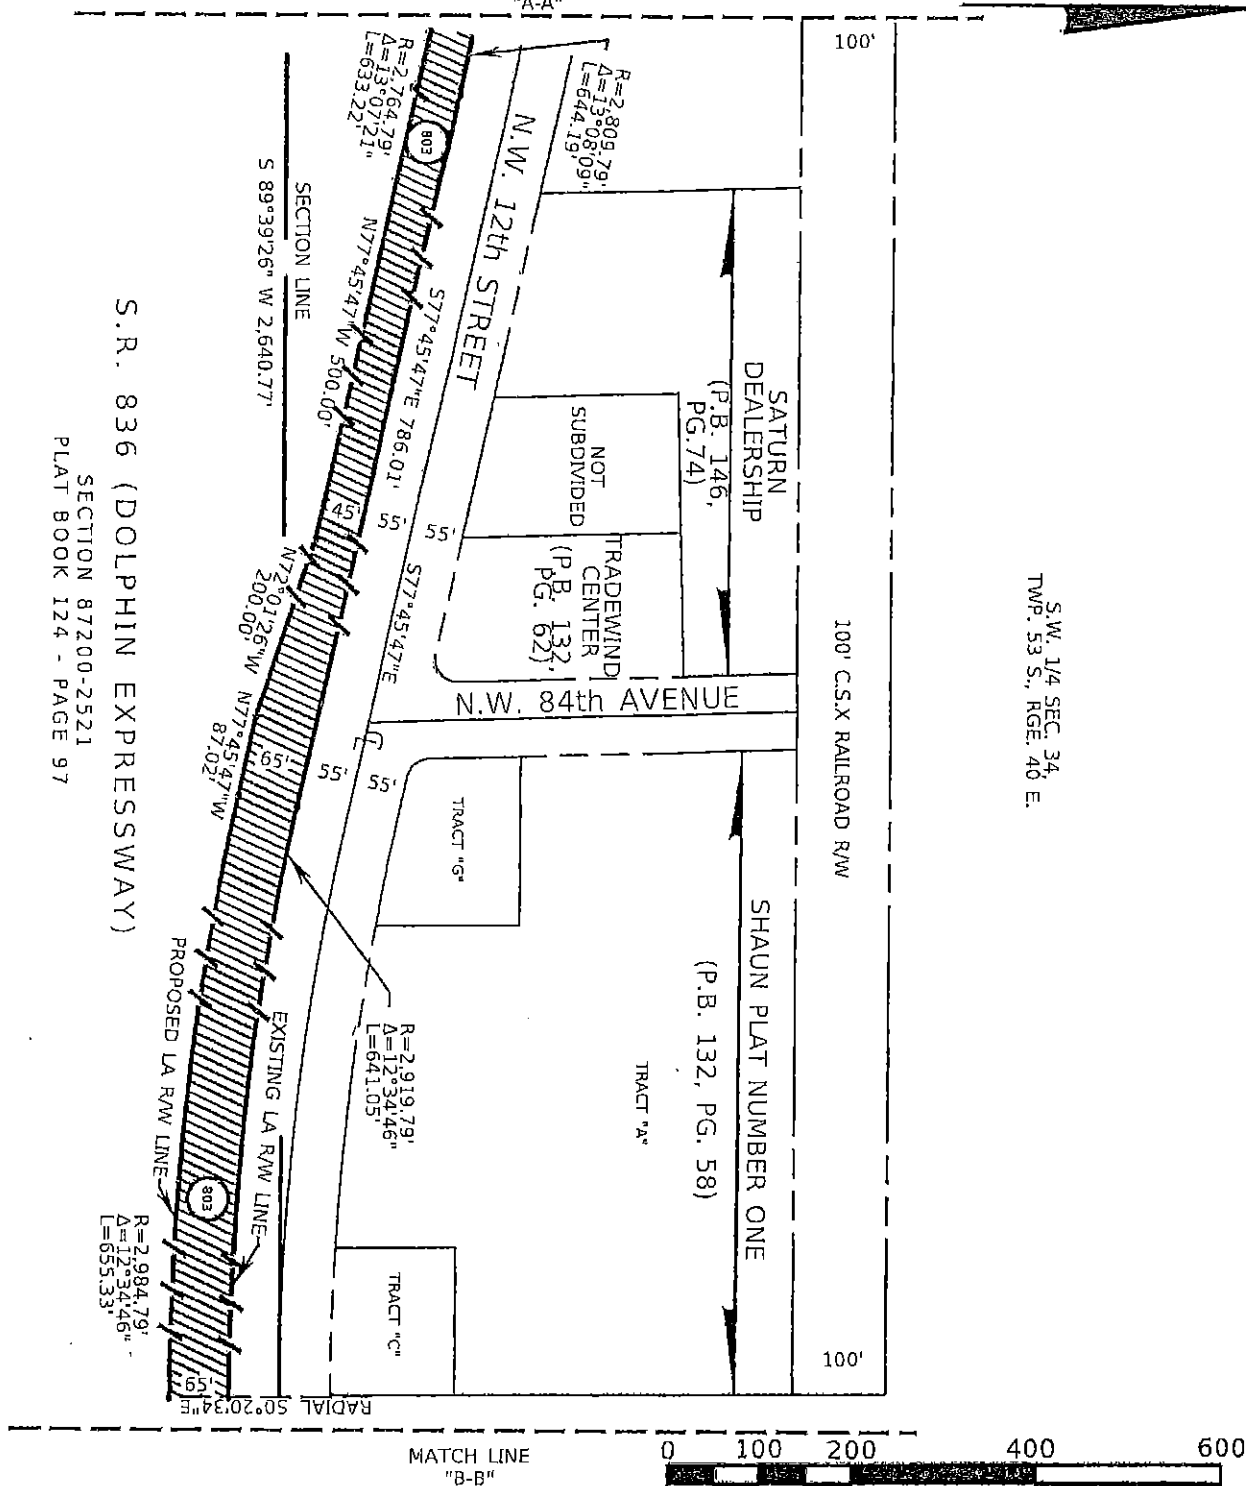 "A-A"
100'
R=2,809.79'
Δ=13°08'09"
L=644.19'
R=2,764.79'
Δ=13°07'21"
L=633.22'
803
N.W. 12th STREET
SECTION LINE
S 89°39'26" W 2,640.77'
N77°45'47"W 500.00'
S77°45'47"E 786.01'
SATURN
DEALERSHIP
(P.B. 146,
PG.74)
NOT
SUBDIVIDED
TRADEWIND
CENTER
(P.B. 132,
PG. 62)
S.W. 1/4 SEC. 34,
TWP. 53 S., RGE. 40 E.
100' C.S.X RAILROAD R/W
45'
55'
55'
S77°45'47"E
N72°01'26"W
200.00'
N77°45'47"W
87.02'
N.W. 84th AVENUE
65'
55'
55'
TRACT "G"
S.R. 836 (DOLPHIN EXPRESSWAY)
SECTION 87200-2521
PLAT BOOK 124 - PAGE 97
SHAUN PLAT NUMBER ONE
(P.B. 132, PG. 58)
TRACT "A"
R=2,919.79'
Δ=12°34'46"
L=641.05'
PROPOSED LA R/W LINE
EXISTING LA R/W LINE
803
R=2,984.79'
Δ=12°34'46"
L=655.33'
TRACT "C"
100'
65'
RADIAL S0°20'34"E
MATCH LINE
"B-B"
0 100 200 400 600